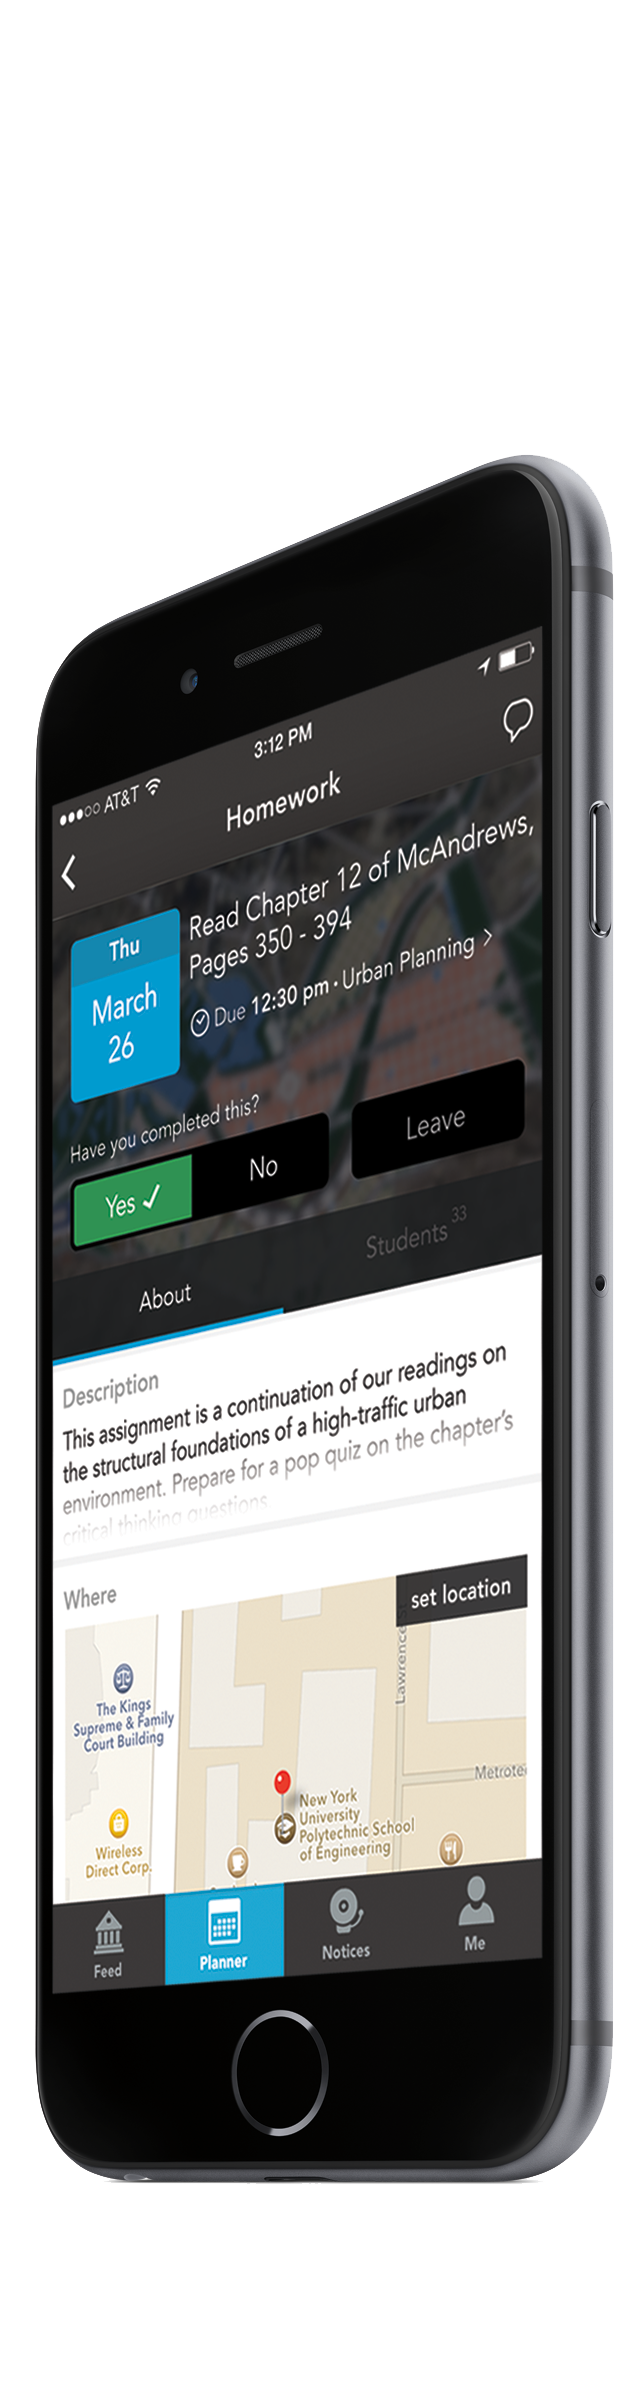 AT&T
3:12 PM
Homework
Thu
March
26
Read Chapter 12 of McAndrews,
Pages 350 - 394
Due 12:30 pm · Urban Planning >
Have you completed this?
Yes ✓
No
Leave
About
Students 33
Description
This assignment is a continuation of our readings on
the structural foundations of a high-traffic urban
environment. Prepare for a pop quiz on the chapter's
critical thinking questions
Where
set location
The Kings
Supreme & Family
Court Building
Lawrence
Metrote
New York
University
Polytechnic School
of Engineering
Wireless
Direct Corp.
Feed
Planner
Notices
Me